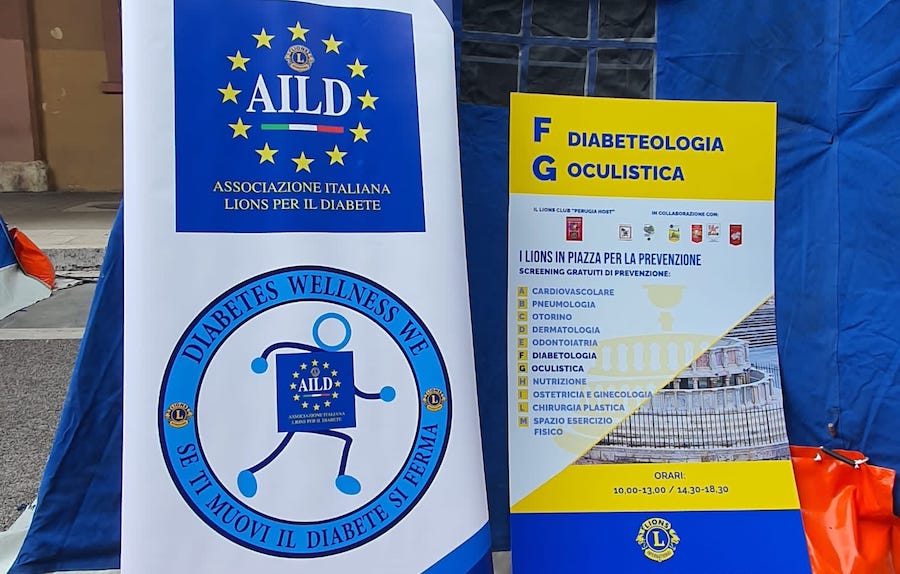 LIONS
L
AILD
ASSOCIAZIONE ITALIANA
LIONS PER IL DIABETE
DIABETES WELLNESS WE
AILD
ASSOCIAZIONE ITALIANA
LIONS PER IL DIABETE
SE TI MUOVI IL DIABETE SI FERMA
F DIABETEOLOGIA
G OCULISTICA
IL LIONS CLUB "PERUGIA HOST"
IN COLLABORAZIONE CON:
I LIONS IN PIAZZA PER LA PREVENZIONE
SCREENING GRATUITI DI PREVENZIONE:
A CARDIOVASCOLARE
B PNEUMOLOGIA
C OTORINO
D DERMATOLOGIA
E ODONTOIATRIA
F DIABETOLOGIA
G OCULISTICA
H NUTRIZIONE
I OSTETRICIA E GINECOLOGIA
L CHIRURGIA PLASTICA
M SPAZIO ESERCIZIO
FISICO
ORARI:
10,00-13,00 / 14,30-18,30
LIONS
L
INTERNATIONAL